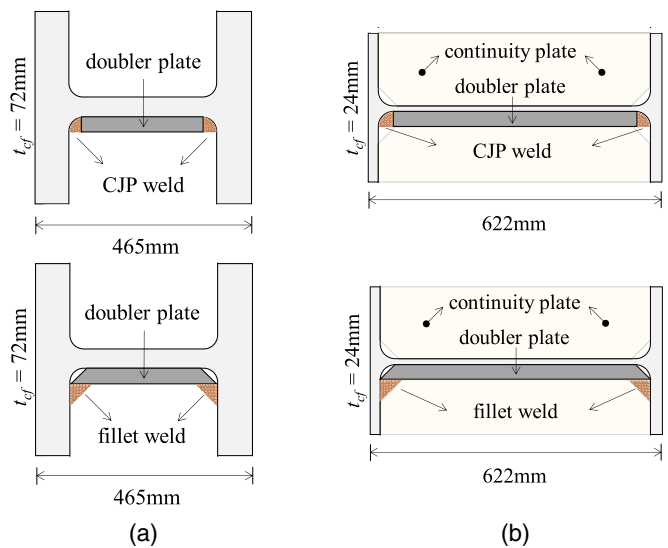 doubler plate
t_cf = 72mm
CJP weld
465mm
continuity plate
doubler plate
t_cf = 24mm
CJP weld
622mm
doubler plate
t_cf = 72mm
fillet weld
465mm
continuity plate
doubler plate
t_cf = 24mm
fillet weld
622mm
(a)
(b)